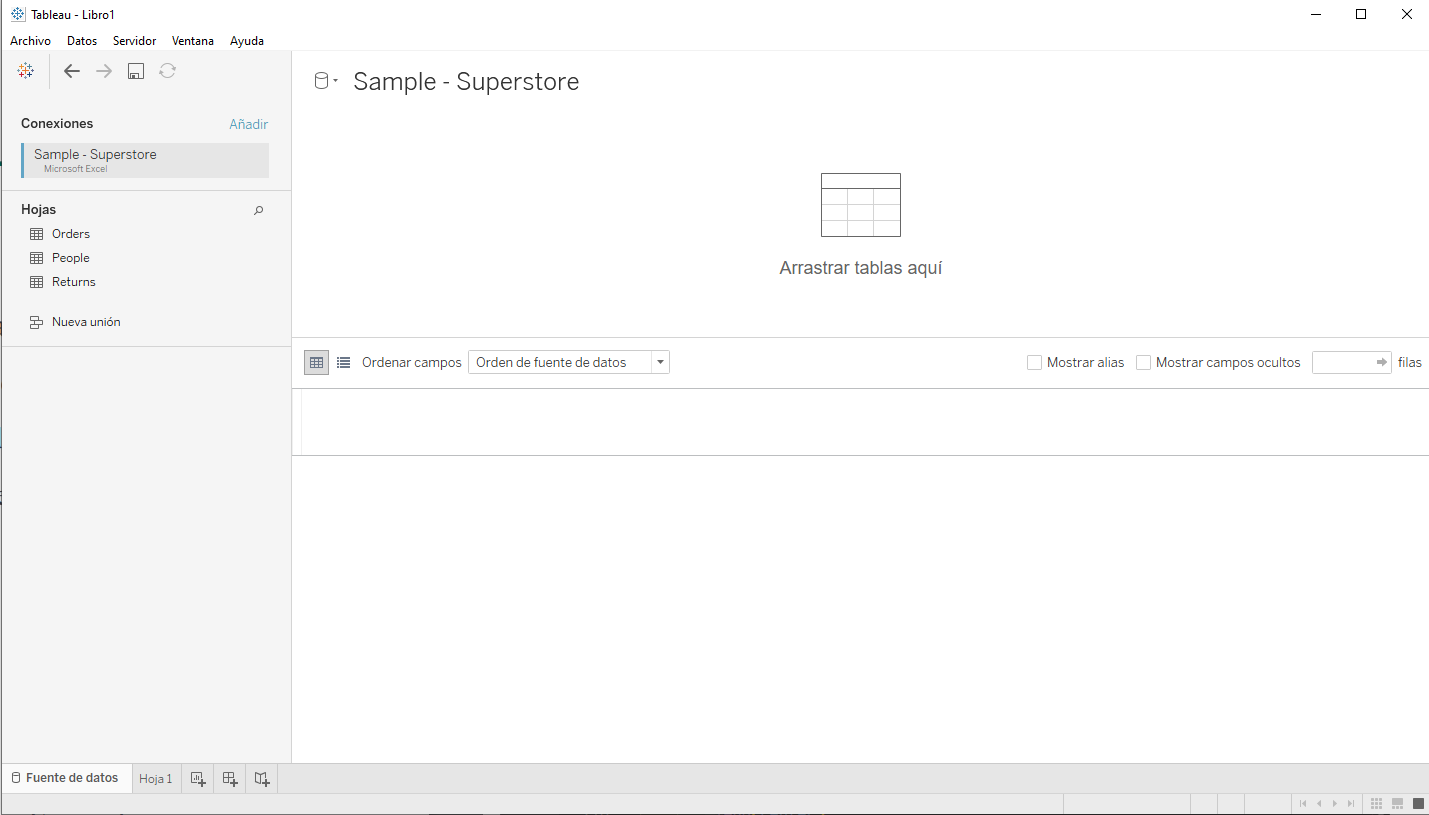 Tableau - Libro1
Archivo Datos Servidor Ventana Ayuda
Conexiones Añadir
Sample - Superstore
Microsoft Excel
Hojas
Orders
People
Returns
Nueva unión
Sample - Superstore
Arrastrar tablas aquí
Ordenar campos Orden de fuente de datos Mostrar alias Mostrar campos ocultos filas
Fuente de datos Hoja 1